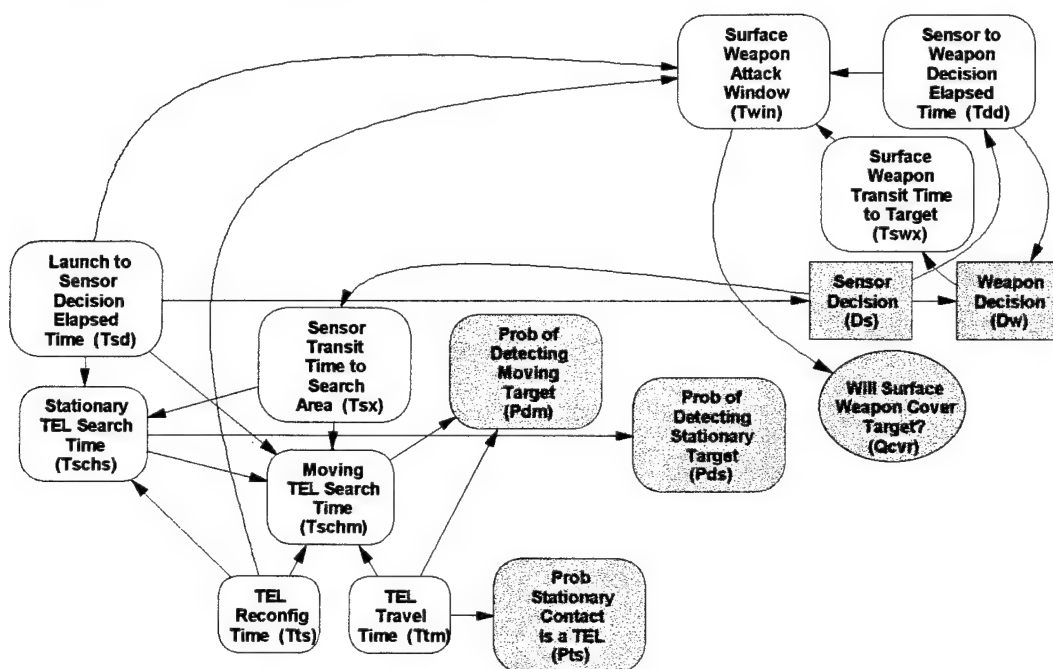 Surface
Weapon
Attack
Window
(Twin)
Sensor to
Weapon
Decision
Elapsed
Time (Tdd)
Surface
Weapon
Transit Time
to Target
(Tswx)
Launch to
Sensor
Decision
Elapsed
Time (Tsd)
Sensor
Decision
(Ds)
Weapon
Decision
(Dw)
Sensor
Transit
Time to
Search
Area (Tsx)
Prob of
Detecting
Moving
Target
(Pdm)
Prob of
Detecting
Stationary
Target
(Pds)
Will Surface
Weapon Cover
Target?
(Qcvr)
Stationary
TEL Search
Time
(Tschs)
Moving
TEL Search
Time
(Tschm)
TEL
Reconfig
Time (Tts)
TEL
Travel
Time (Ttm)
Prob
Stationary
Contact
is a TEL
(Pts)